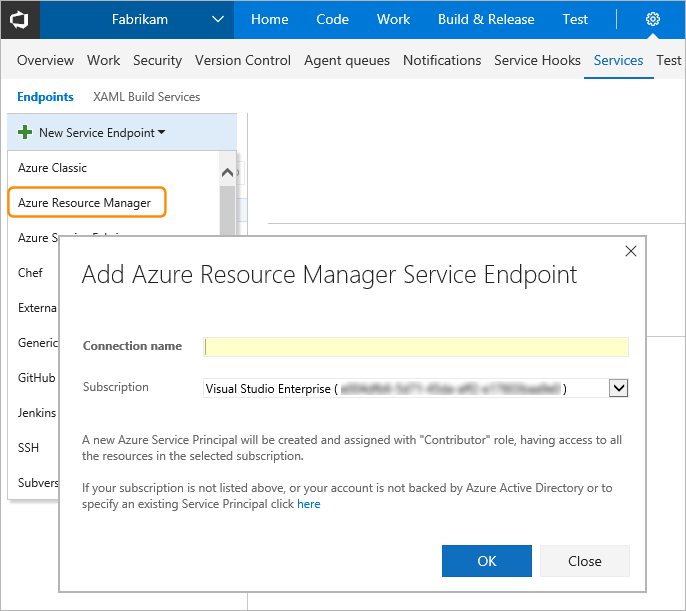 Fabrikam Home Code Work Build & Release Test
Overview Work Security Version Control Agent queues Notifications Service Hooks Services Test
Endpoints XAML Build Services
New Service Endpoint
Azure Classic
Azure Resource Manager
Azure
Chef
Externa
Generic
GitHub
Jenkins
SSH
Subvers
Add Azure Resource Manager Service Endpoint
Connection name
Subscription Visual Studio Enterprise ( )
A new Azure Service Principal will be created and assigned with "Contributor" role, having access to all
the resources in the selected subscription.
If your subscription is not listed above, or your account is not backed by Azure Active Directory or to
specify an existing Service Principal click here
OK Close